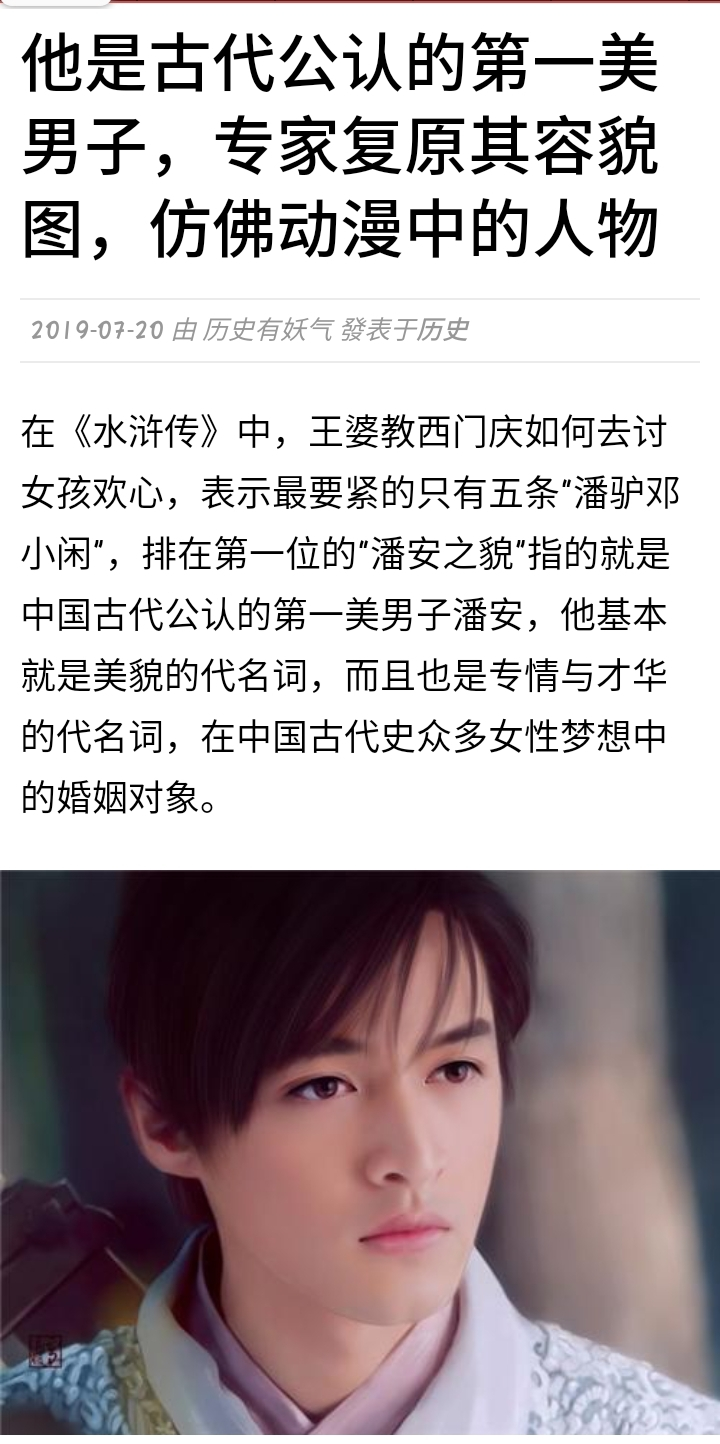 他是古代公认的第一美
男子，专家复原其容貌
图，仿佛动漫中的人物
2019-07-20 由 历史有妖气 發表于历史
在《水浒传》中，王婆教西门庆如何去讨
女孩欢心，表示最要紧的只有五条"潘驴邓
小闲"，排在第一位的"潘安之貌"指的就是
中国古代公认的第一美男子潘安，他基本
就是美貌的代名词，而且也是专情与才华
的代名词，在中国古代史众多女性梦想中
的婚姻对象。